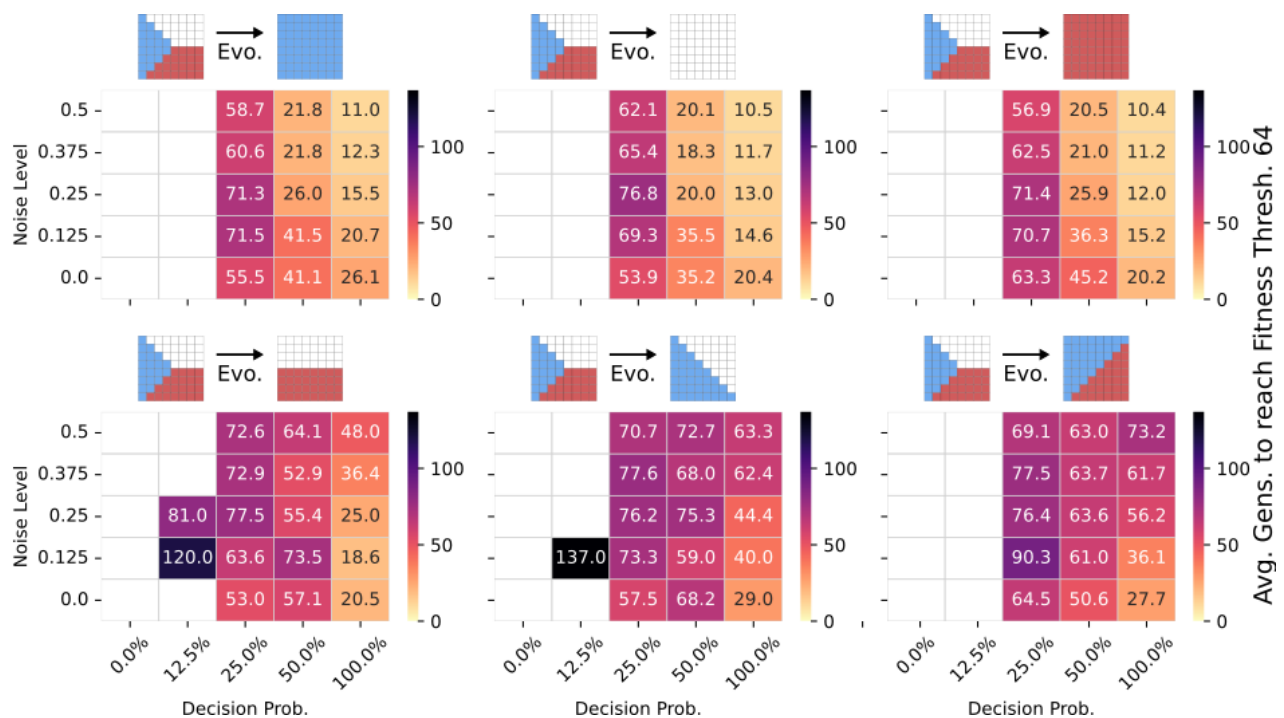 Evo. Evo. Evo.
Noise Level
0.5 58.7 21.8 11.0
0.375 60.6 21.8 12.3
0.25 71.3 26.0 15.5
0.125 71.5 41.5 20.7
0.0 55.5 41.1 26.1
100
50
0
62.1 20.1 10.5
65.4 18.3 11.7
76.8 20.0 13.0
69.3 35.5 14.6
53.9 35.2 20.4
100
50
0
56.9 20.5 10.4
62.5 21.0 11.2
71.4 25.9 12.0
70.7 36.3 15.2
63.3 45.2 20.2
100
50
0
Evo. Evo. Evo.
Noise Level
0.5 72.6 64.1 48.0
0.375 72.9 52.9 36.4
0.25 81.0 77.5 55.4 25.0
0.125 120.0 63.6 73.5 18.6
0.0 53.0 57.1 20.5
0.0% 12.5% 25.0% 50.0% 100.0%
Decision Prob.
100
50
0
70.7 72.7 63.3
77.6 68.0 62.4
76.2 75.3 44.4
137.0 73.3 59.0 40.0
57.5 68.2 29.0
0.0% 12.5% 25.0% 50.0% 100.0%
Decision Prob.
100
50
0
69.1 63.0 73.2
77.5 63.7 61.7
76.4 63.6 56.2
90.3 61.0 36.1
64.5 50.6 27.7
0.0% 12.5% 25.0% 50.0% 100.0%
Decision Prob.
100
50
0
Avg. Gens. to reach Fitness Thresh. 64